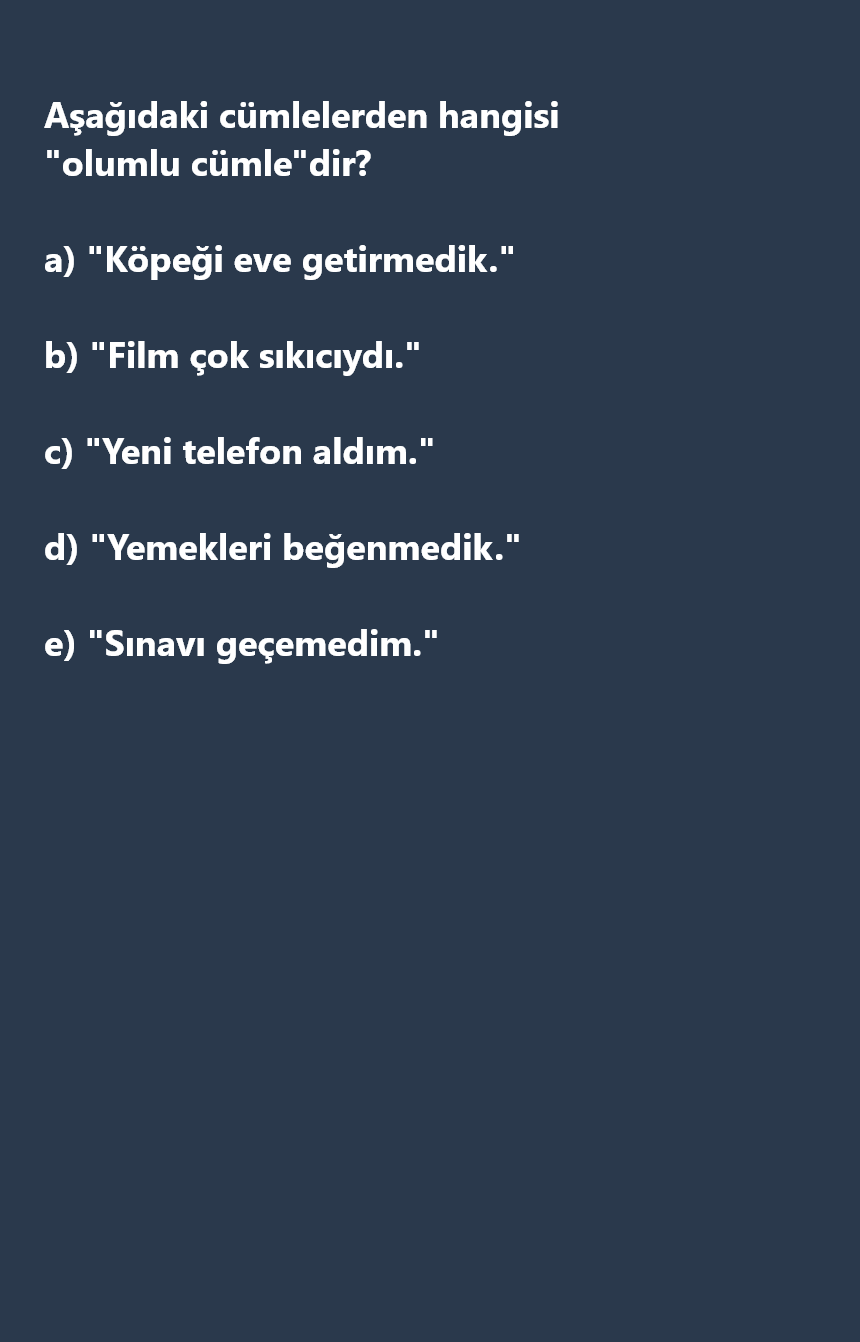 Aşağıdaki cümlelerden hangisi
"olumlu cümle"dir?
a) "Köpeği eve getirmedik."
b) "Film çok sıkıcıydı."
c) "Yeni telefon aldım."
d) "Yemekleri beğenmedik."
e) "Sınavı geçemedim."